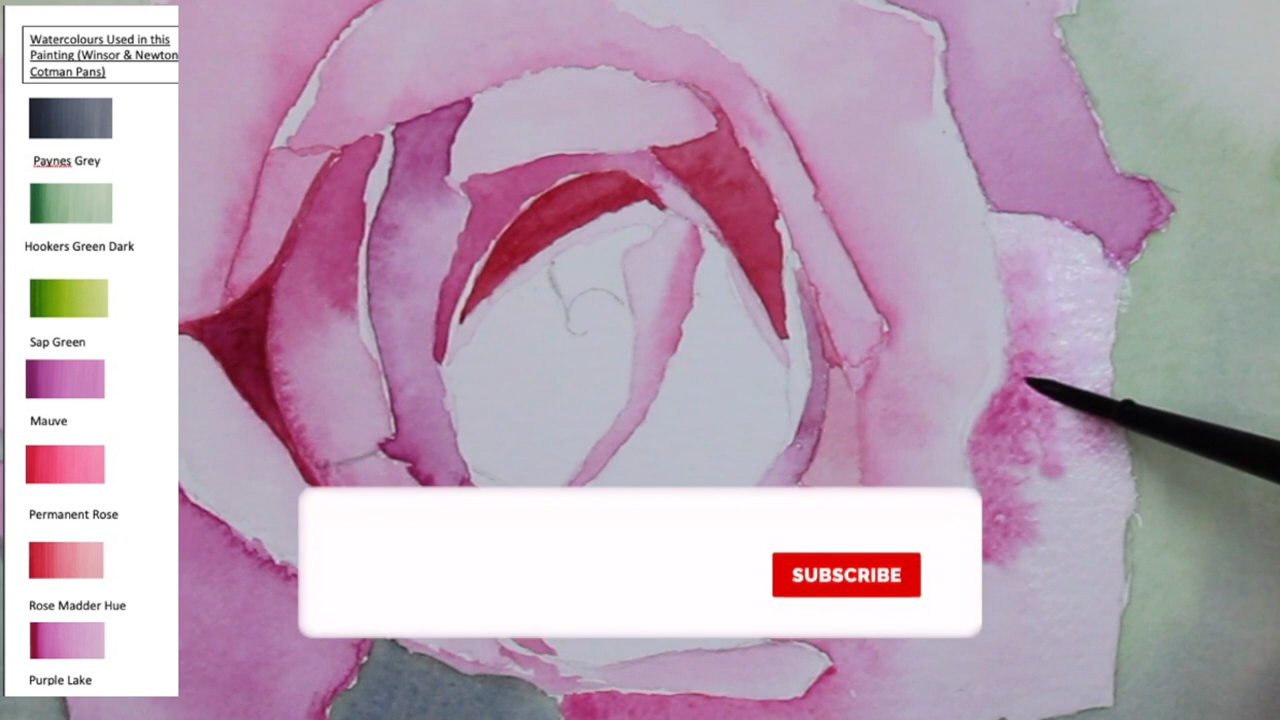 Watercolours Used in this
Painting (Winsor & Newton
Cotman Pans)
Paynes Grey
Hookers Green Dark
Sap Green
Mauve
Permanent Rose
Rose Madder Hue
Purple Lake
SUBSCRIBE